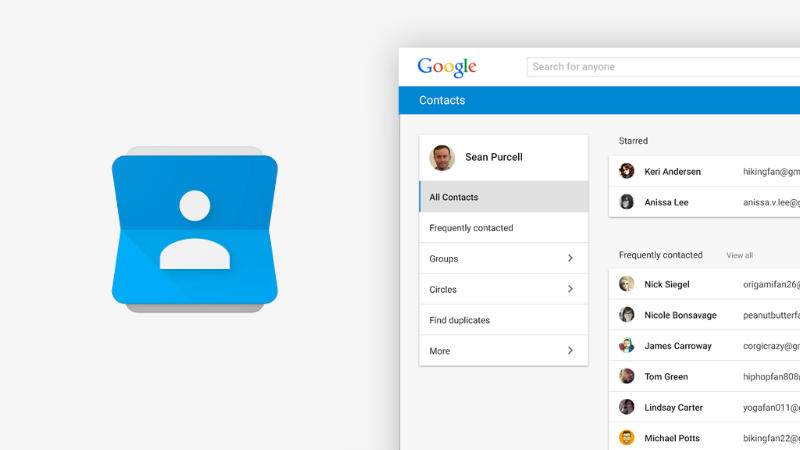 Google
Search for anyone
Contacts
Sean Purcell
All Contacts
Frequently contacted
Groups
Circles
Find duplicates
More
Starred
Keri Andersen hikingfan@gm
Anissa Lee anissa.v.lee@g
Frequently contacted View all
Nick Siegel origamifan26@
Nicole Bonsavage peanutbutterfa
James Carroway corgicrazy@gm
Tom Green hiphopfan808@
Lindsay Carter yogafan011@g
Michael Potts bikingfan22@g